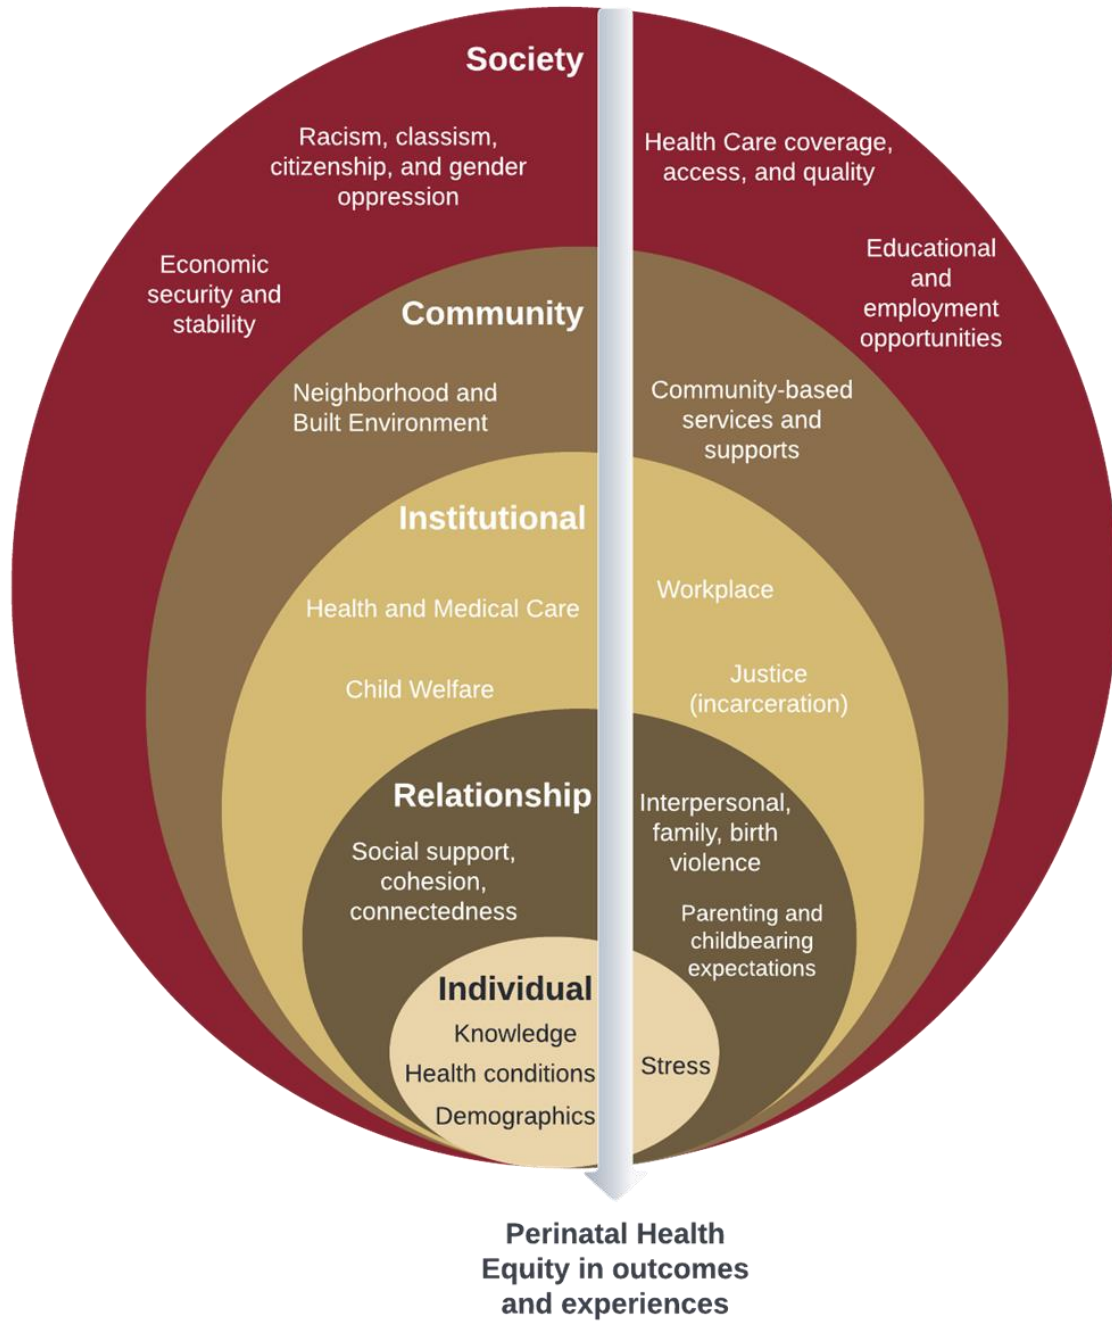 Society
Racism, classism,
citizenship, and gender
oppression
Health Care coverage,
access, and quality
Economic
security and
stability
Educational
and
employment
opportunities
Community
Neighborhood and
Built Environment
Community-based
services and
supports
Institutional
Health and Medical Care
Workplace
Child Welfare
Justice
(incarceration)
Relationship
Social support,
cohesion,
connectedness
Interpersonal,
family, birth
violence
Parenting and
childbearing
expectations
Individual
Knowledge
Health conditions
Demographics
Stress
Perinatal Health
Equity in outcomes
and experiences